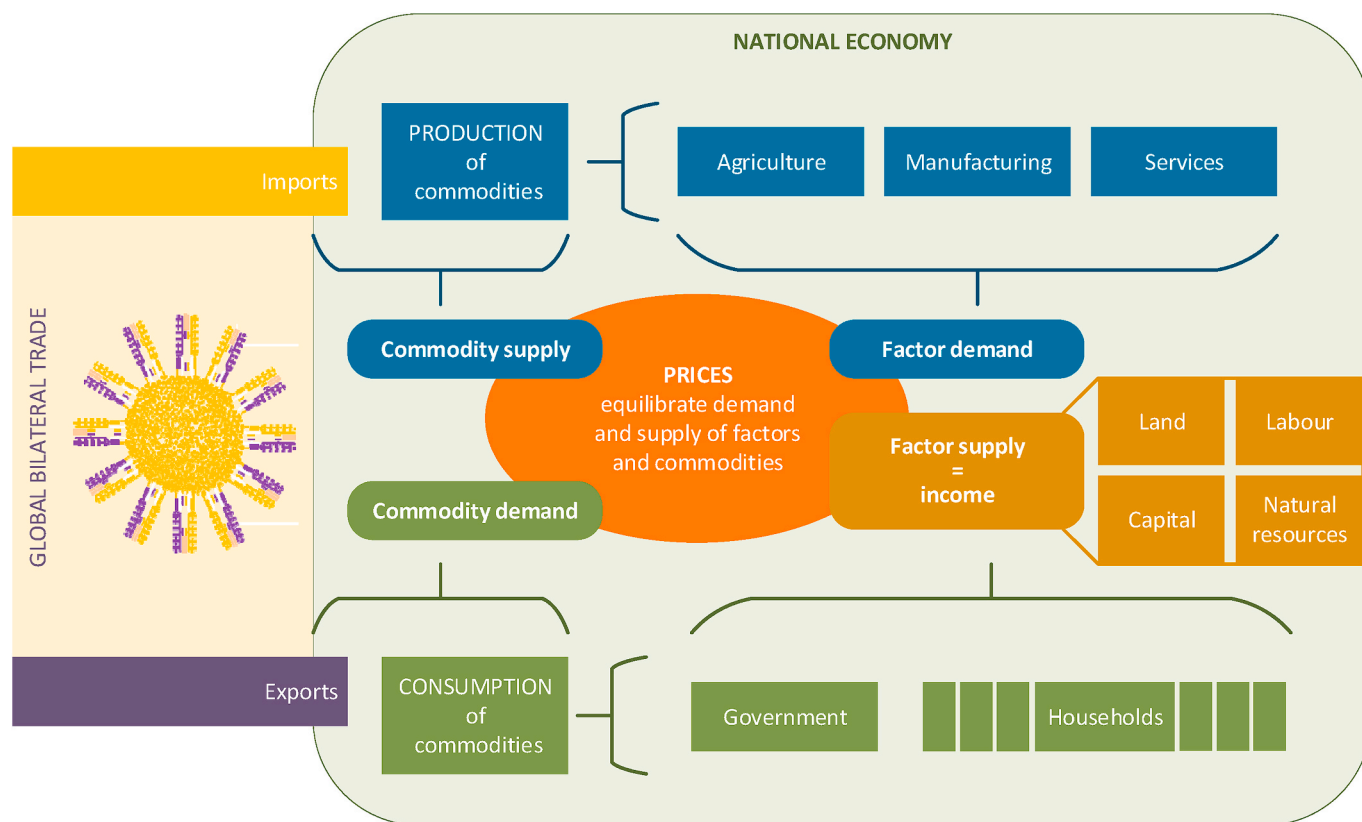 NATIONAL ECONOMY
PRODUCTION
of
commodities
Agriculture
Manufacturing
Services
Imports
GLOBAL BILATERAL TRADE
Commodity supply
Factor demand
PRICES
equilibrate demand
and supply of factors
and commodities
Factor supply
=
income
Land
Labour
Capital
Natural
resources
Commodity demand
Exports
CONSUMPTION
of
commodities
Government
Households